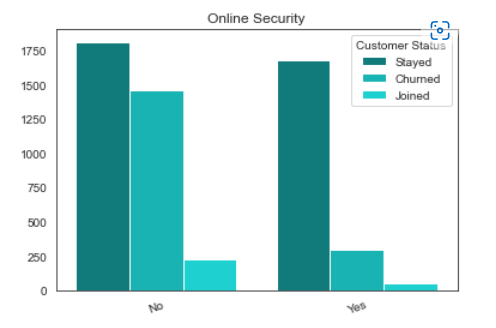 Online Security
Customer Status
Stayed
Churned
Joined
1750
1500
1250
1000
750
500
250
0
No
Yes